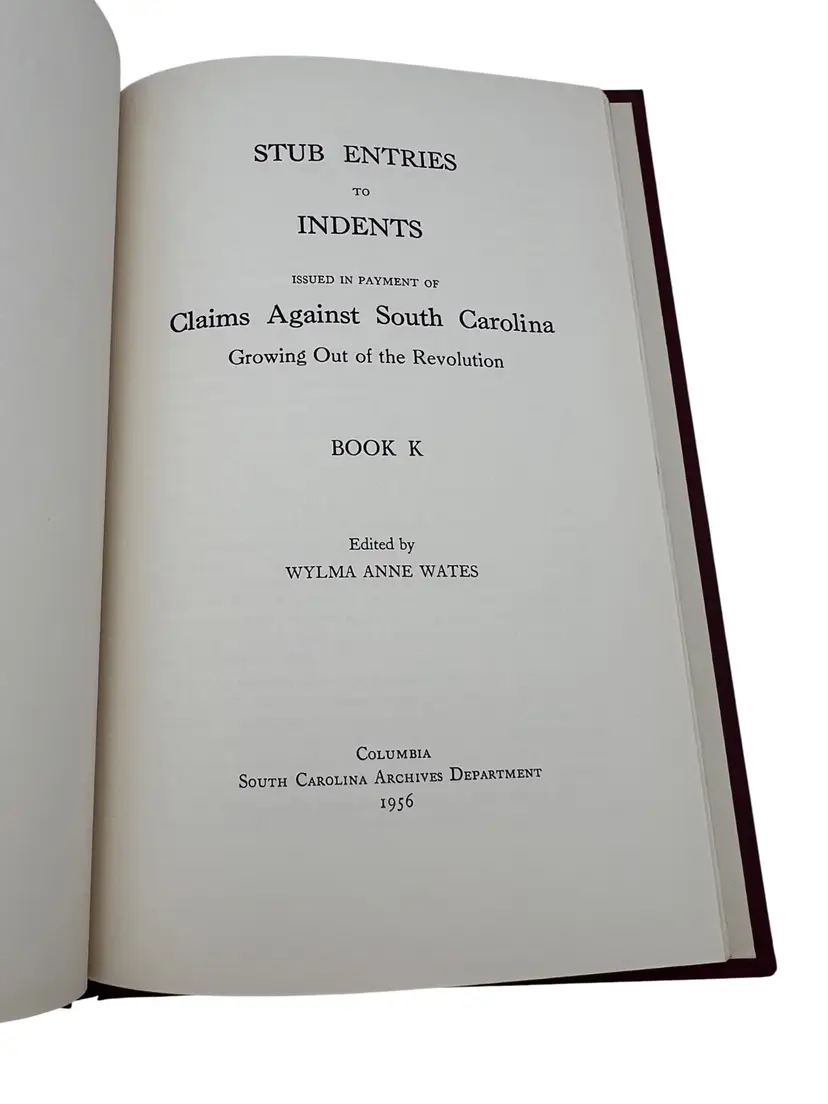 STUB ENTRIES
TO
INDENTS
ISSUED IN PAYMENT OF
Claims Against South Carolina
Growing Out of the Revolution
BOOK K
Edited by
WYLMA ANNE WATES
COLUMBIA
SOUTH CAROLINA ARCHIVES DEPARTMENT
1956